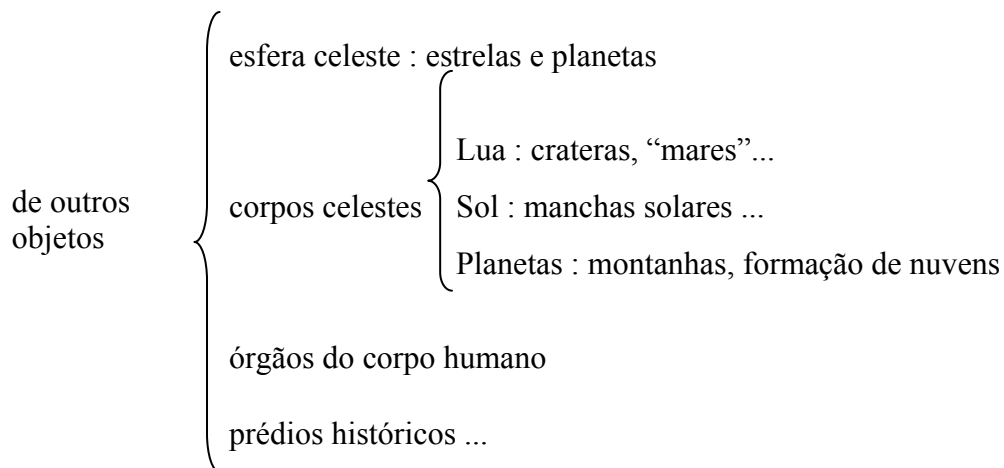 esfera celeste : estrelas e planetas
Lua : crateras, “mares”...
de outros
objetos
corpos celestes
Sol : manchas solares ...
Planetas : montanhas, formação de nuvens
órgãos do corpo humano
prédios históricos ...